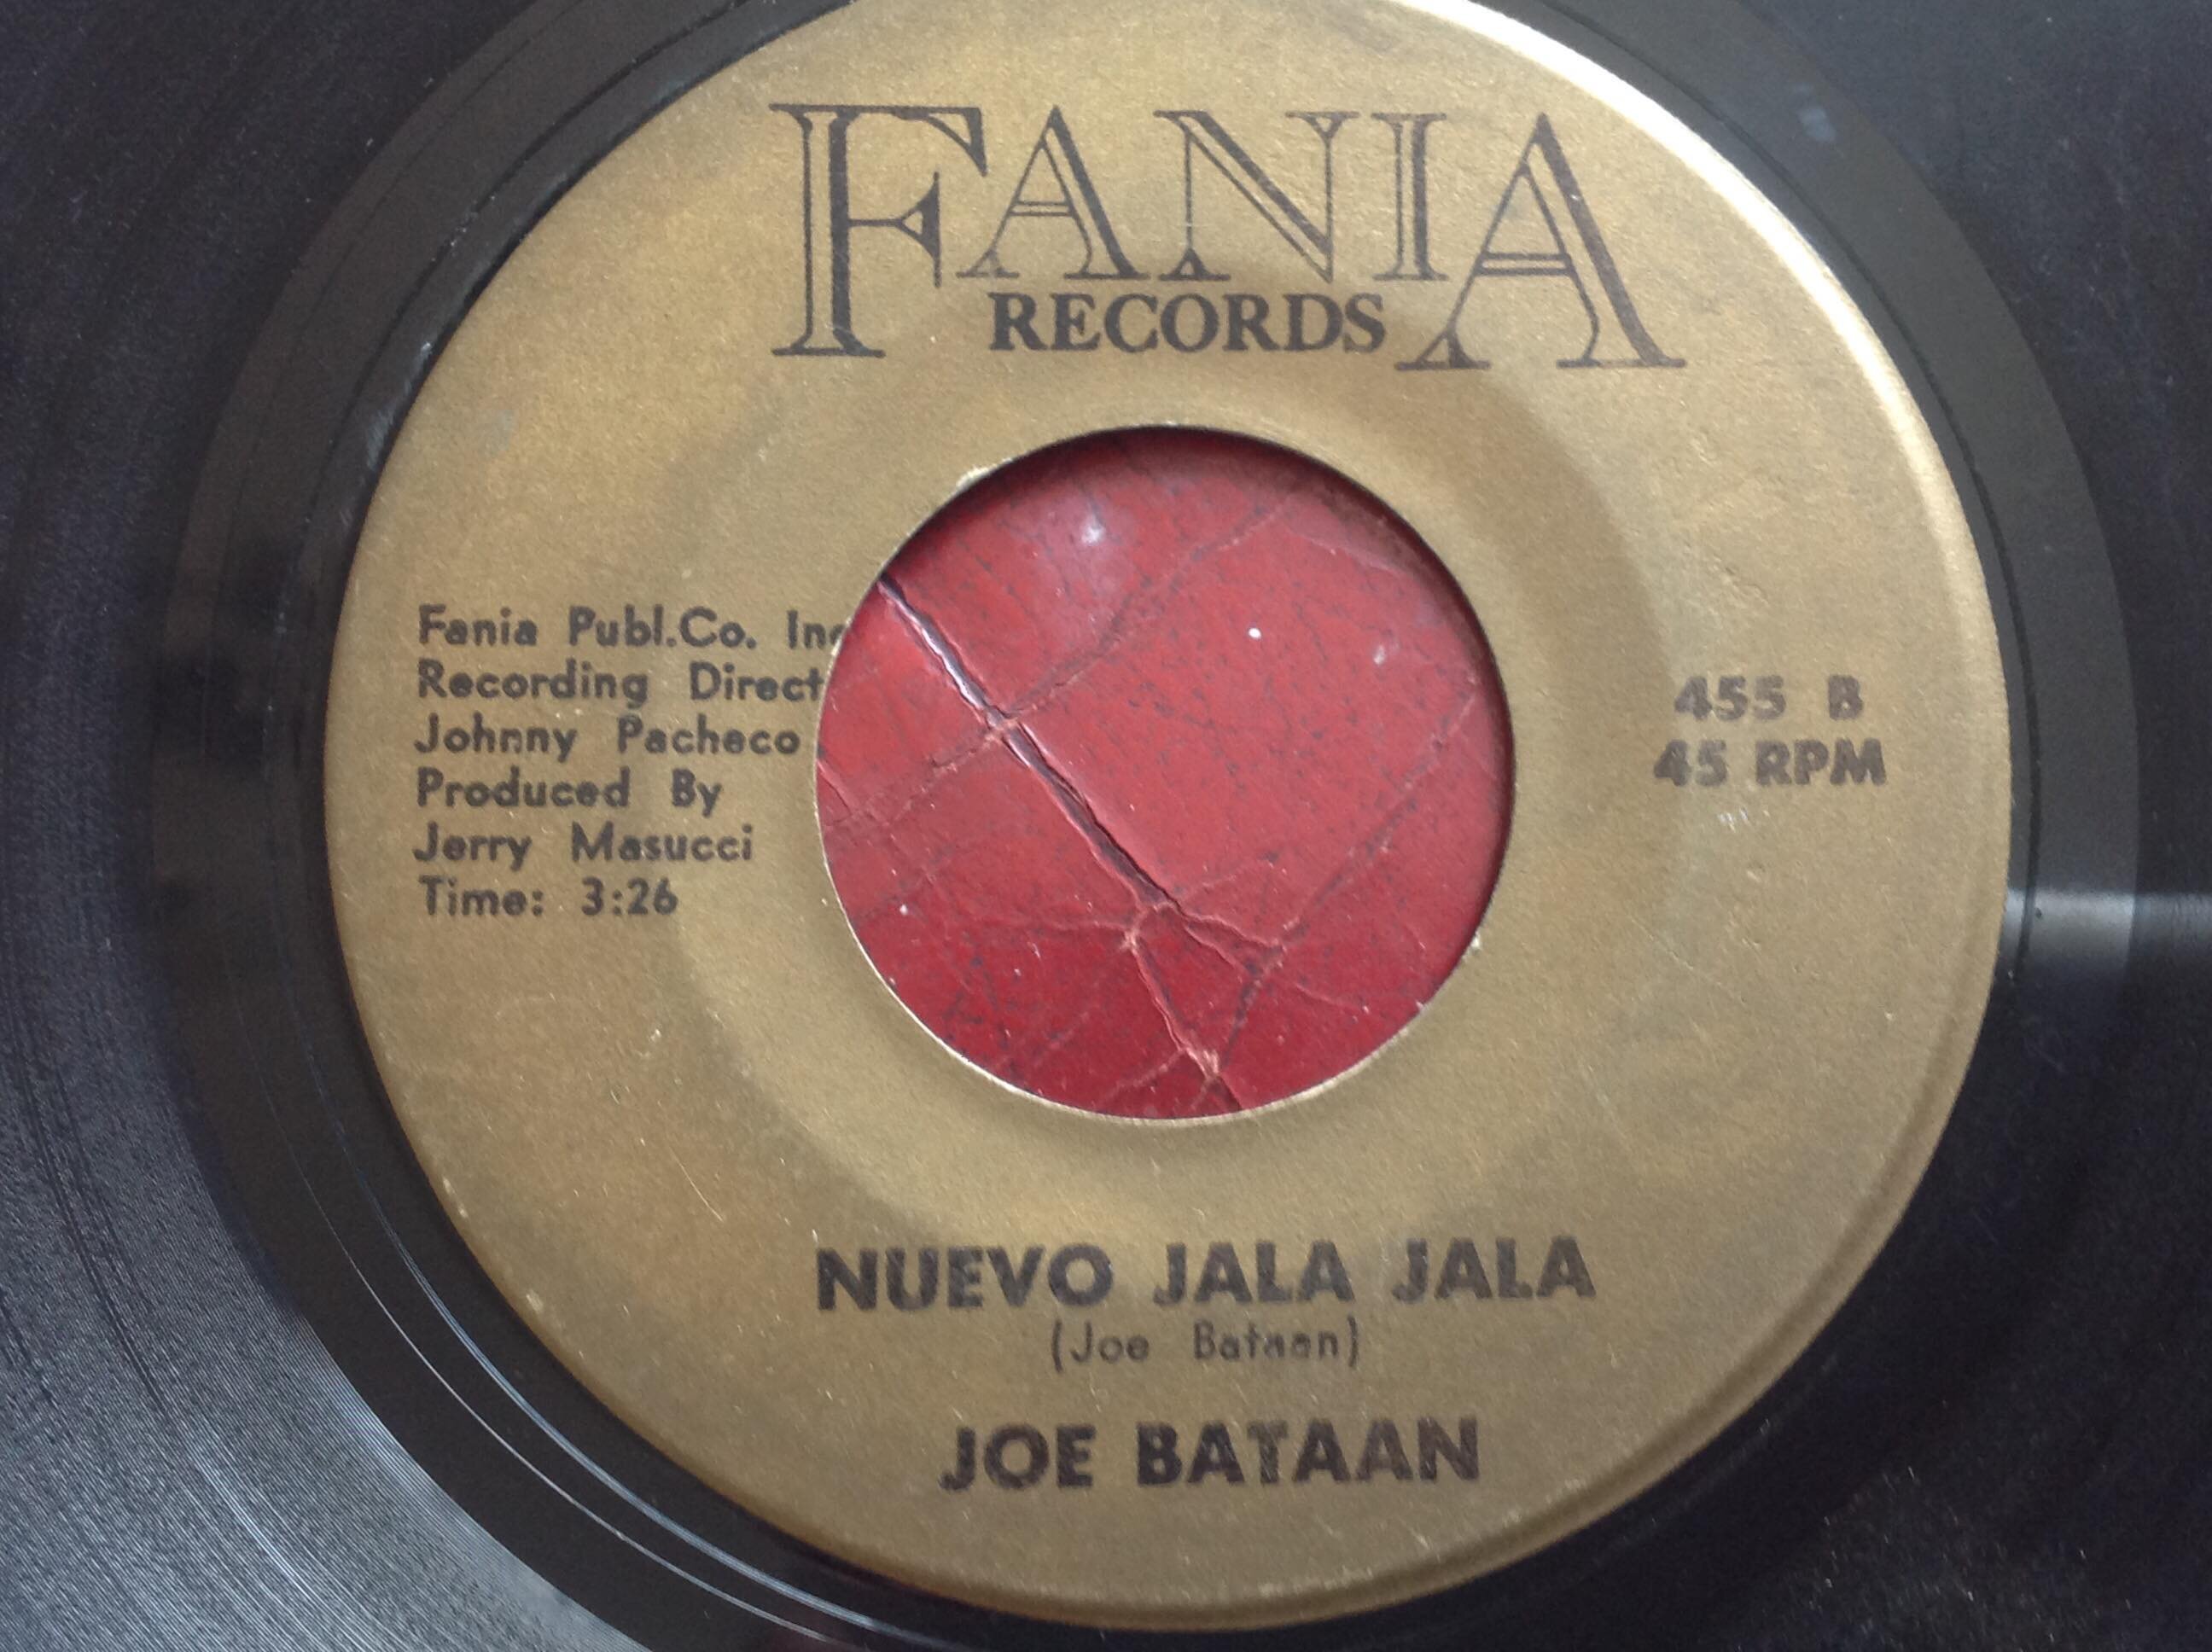 FANIA
RECORDS
Fania Publ.Co. Inc
Recording Direct
Johnny Pacheco
Produced By
Jerry Masucci
Time: 3:26
455 B
45 RPM
NUEVO JALA JALA
(Joe Bataan)
JOE BATAAN